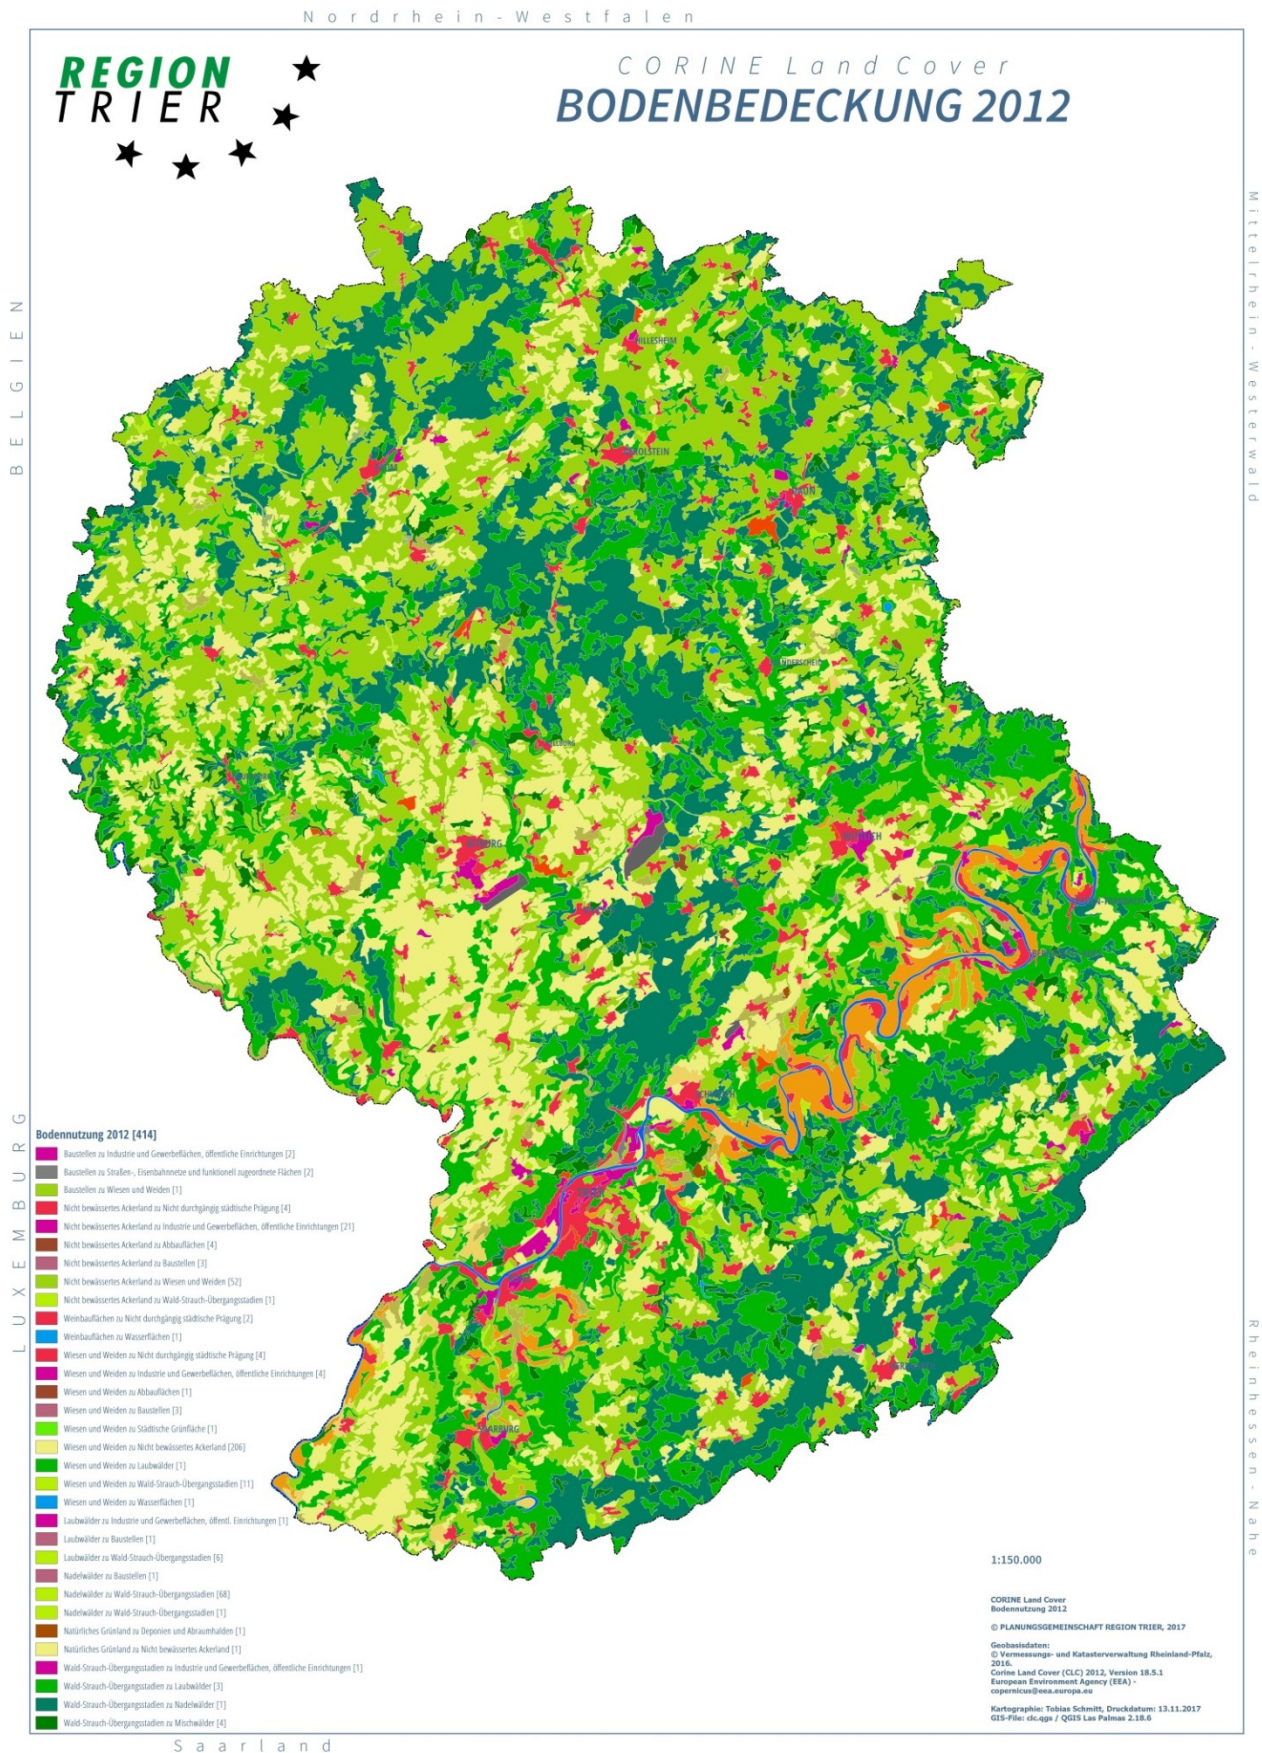 Nordrhein-Westfalen
REGION
TRIER
CORINE Land Cover
BODENBEDECKUNG 2012
BELGIEN
LUXEMBURG
Mittelrhein-Westerwald
Rheinhessen-Nahe
HILLESHEIM
GEROLSTEIN
DAUN
MANDERSCHEID
BITBURG
SCHWEICH
TRIER
SAARBURG
Bodennutzung 2012 [414]
Baustellen zu Industrie und Gewerbeflächen, öffentliche Einrichtungen [2]
Baustellen zu Straßen-, Eisenbahnnetze und funktionell zugeordnete Flächen [2]
Baustellen zu Wiesen und Weiden [1]
Nicht bewässertes Ackerland zu Nicht durchgängig städtische Prägung [4]
Nicht bewässertes Ackerland zu Industrie und Gewerbeflächen, öffentliche Einrichtungen [21]
Nicht bewässertes Ackerland zu Abbauflächen [4]
Nicht bewässertes Ackerland zu Baustellen [3]
Nicht bewässertes Ackerland zu Wiesen und Weiden [52]
Nicht bewässertes Ackerland zu Wald-Strauch-Übergangsstadien [1]
Weinbauflächen zu Nicht durchgängig städtische Prägung [2]
Weinbauflächen zu Wasserflächen [1]
Wiesen und Weiden zu Nicht durchgängig städtische Prägung [4]
Wiesen und Weiden zu Industrie und Gewerbeflächen, öffentliche Einrichtungen [4]
Wiesen und Weiden zu Abbauflächen [1]
Wiesen und Weiden zu Baustellen [3]
Wiesen und Weiden zu Städtische Grünfläche [1]
Wiesen und Weiden zu Nicht bewässertes Ackerland [206]
Wiesen und Weiden zu Laubwälder [1]
Wiesen und Weiden zu Wald-Strauch-Übergangsstadien [11]
Wiesen und Weiden zu Wasserflächen [1]
Laubwälder zu Industrie und Gewerbeflächen, öffentl. Einrichtungen [1]
Laubwälder zu Baustellen [1]
Laubwälder zu Wald-Strauch-Übergangsstadien [6]
Nadelwälder zu Baustellen [1]
Nadelwälder zu Wald-Strauch-Übergangsstadien [68]
Nadelwälder zu Wald-Strauch-Übergangsstadien [1]
Natürliches Grünland zu Deponien und Abraumhalden [1]
Natürliches Grünland zu Nicht bewässertes Ackerland [1]
Wald-Strauch-Übergangsstadien zu Industrie und Gewerbeflächen, öffentliche Einrichtungen [1]
Wald-Strauch-Übergangsstadien zu Laubwälder [3]
Wald-Strauch-Übergangsstadien zu Nadelwälder [1]
Wald-Strauch-Übergangsstadien zu Mischwälder [4]
1:150.000
CORINE Land Cover
Bodennutzung 2012
© PLANUNGSGEMEINSCHAFT REGION TRIER, 2017
Geobasisdaten:
© Vermessungs- und Katasterverwaltung Rheinland-Pfalz,
2016.
Corine Land Cover (CLC) 2012, Version 18.5.1
European Environment Agency (EEA) -
copernicus@eea.europa.eu
Kartographie: Tobias Schmitt, Druckdatum: 13.11.2017
GIS-File: clc.qgs / QGIS Las Palmas 2.18.6
Saarland